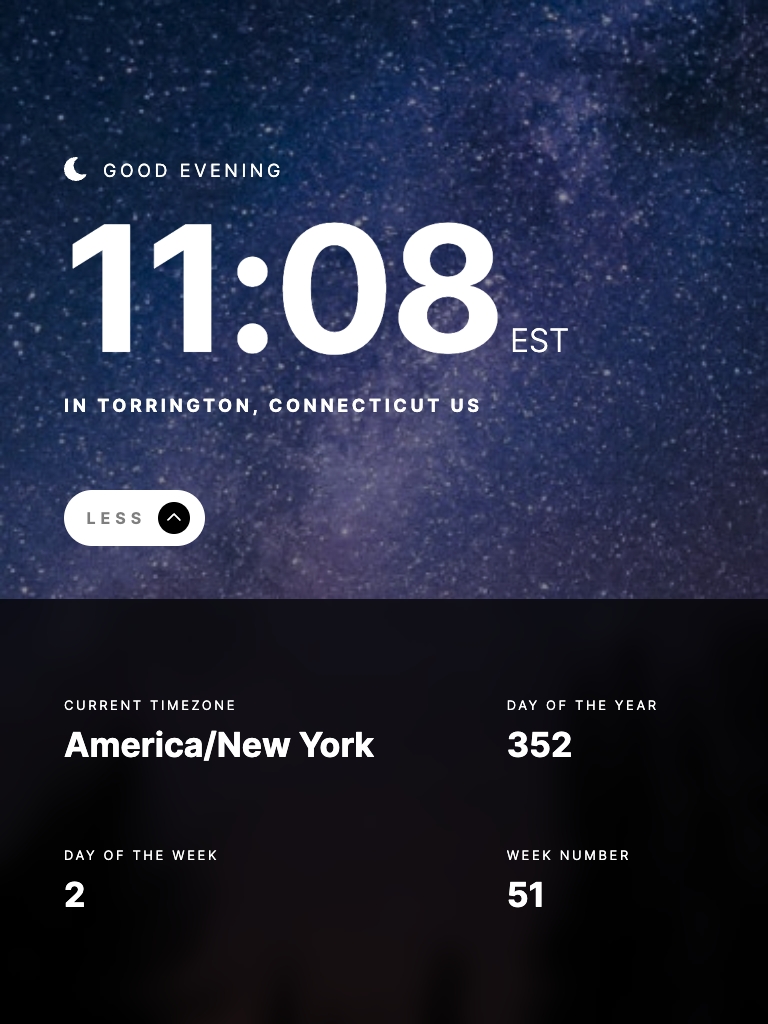 GOOD EVENING
11:08 EST
IN TORRINGTON, CONNECTICUT US
LESS
CURRENT TIMEZONE
America/New York
DAY OF THE YEAR
352
DAY OF THE WEEK
2
WEEK NUMBER
51